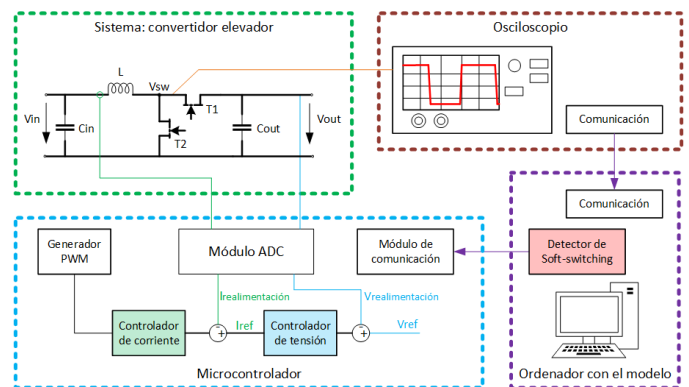 Sistema: convertidor elevador
Osciloscopio
L
Vsw
T1
Vin
Cin
T2
Cout
Vout
Comunicación
Comunicación
Generador
PWM
Módulo ADC
Módulo de
comunicación
Detector de
Soft-switching
Irealimentación
Vrealimentación
Controlador
de corriente
-
+
Iref
Controlador
de tensión
-
+
Vref
Microcontrolador
Ordenador con el modelo